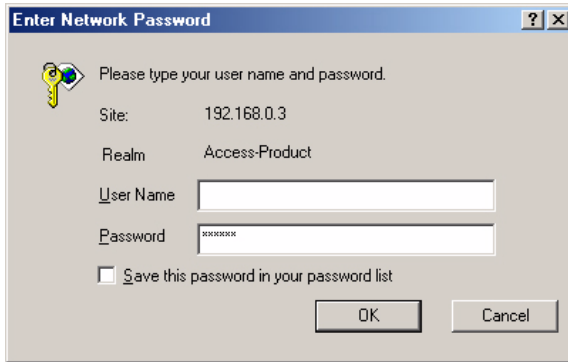 Enter Network Password
Please type your user name and password.
Site: 192.168.0.3
Realm Access-Product
User Name
Password ××××××
Save this password in your password list
OK Cancel